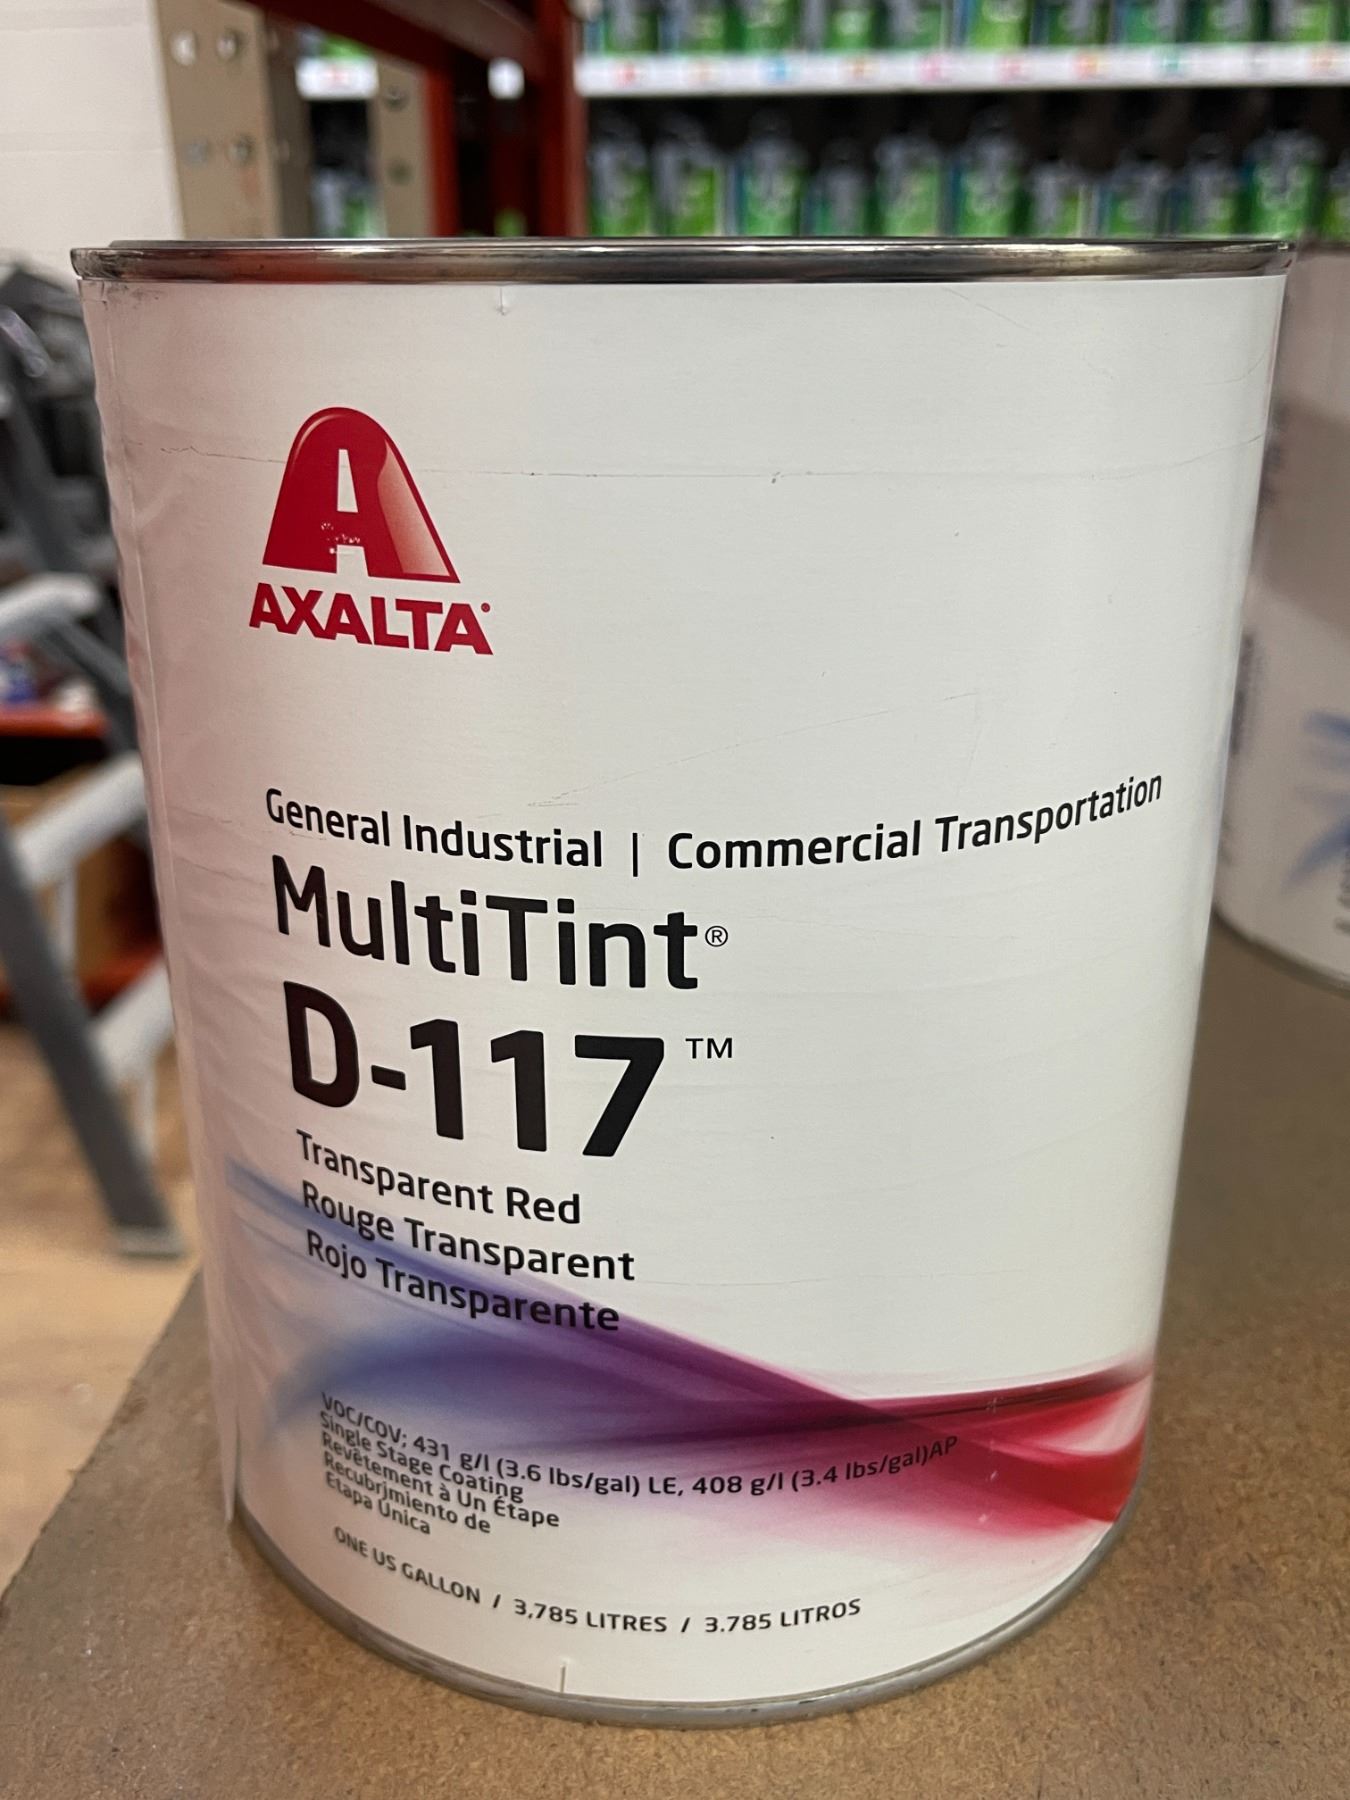 A
AXALTA
General Industrial | Commercial Transportation
MultiTint®
D-117™
Transparent Red
Rouge Transparent
Rojo Transparente
VOC/COV: 431 g/l (3.6 lbs/gal) LE, 408 g/l (3.4 lbs/gal)AP
Single Stage Coating
Revêtement à Un Étape
Recubrimiento de
Etapa Única
ONE US GALLON / 3,785 LITRES / 3.785 LITROS